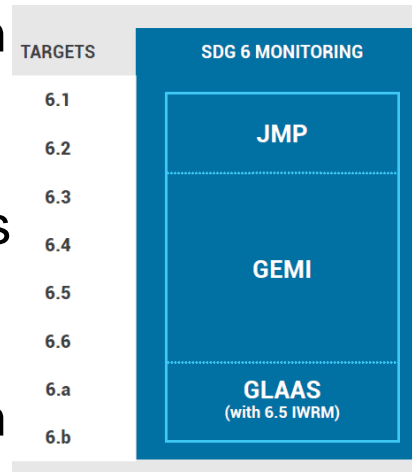 TARGETS SDG 6 MONITORING
6.1
JMP
6.2
6.3
6.4
GEMI
6.5
6.6
6.a GLAAS
(with 6.5 IWRM)
6.b